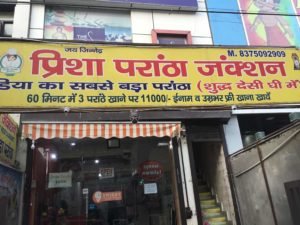 जय जिनेन्द्र
M. 8375092909
प्रिशा परांठा जंक्शन
डिया का सबसे बड़ा परांठा (शुद्ध देसी घी में
60 मिनट में 3 परांठे खाने पर 11000/- ईनाम व उम्रभर फ्री खाना खायें